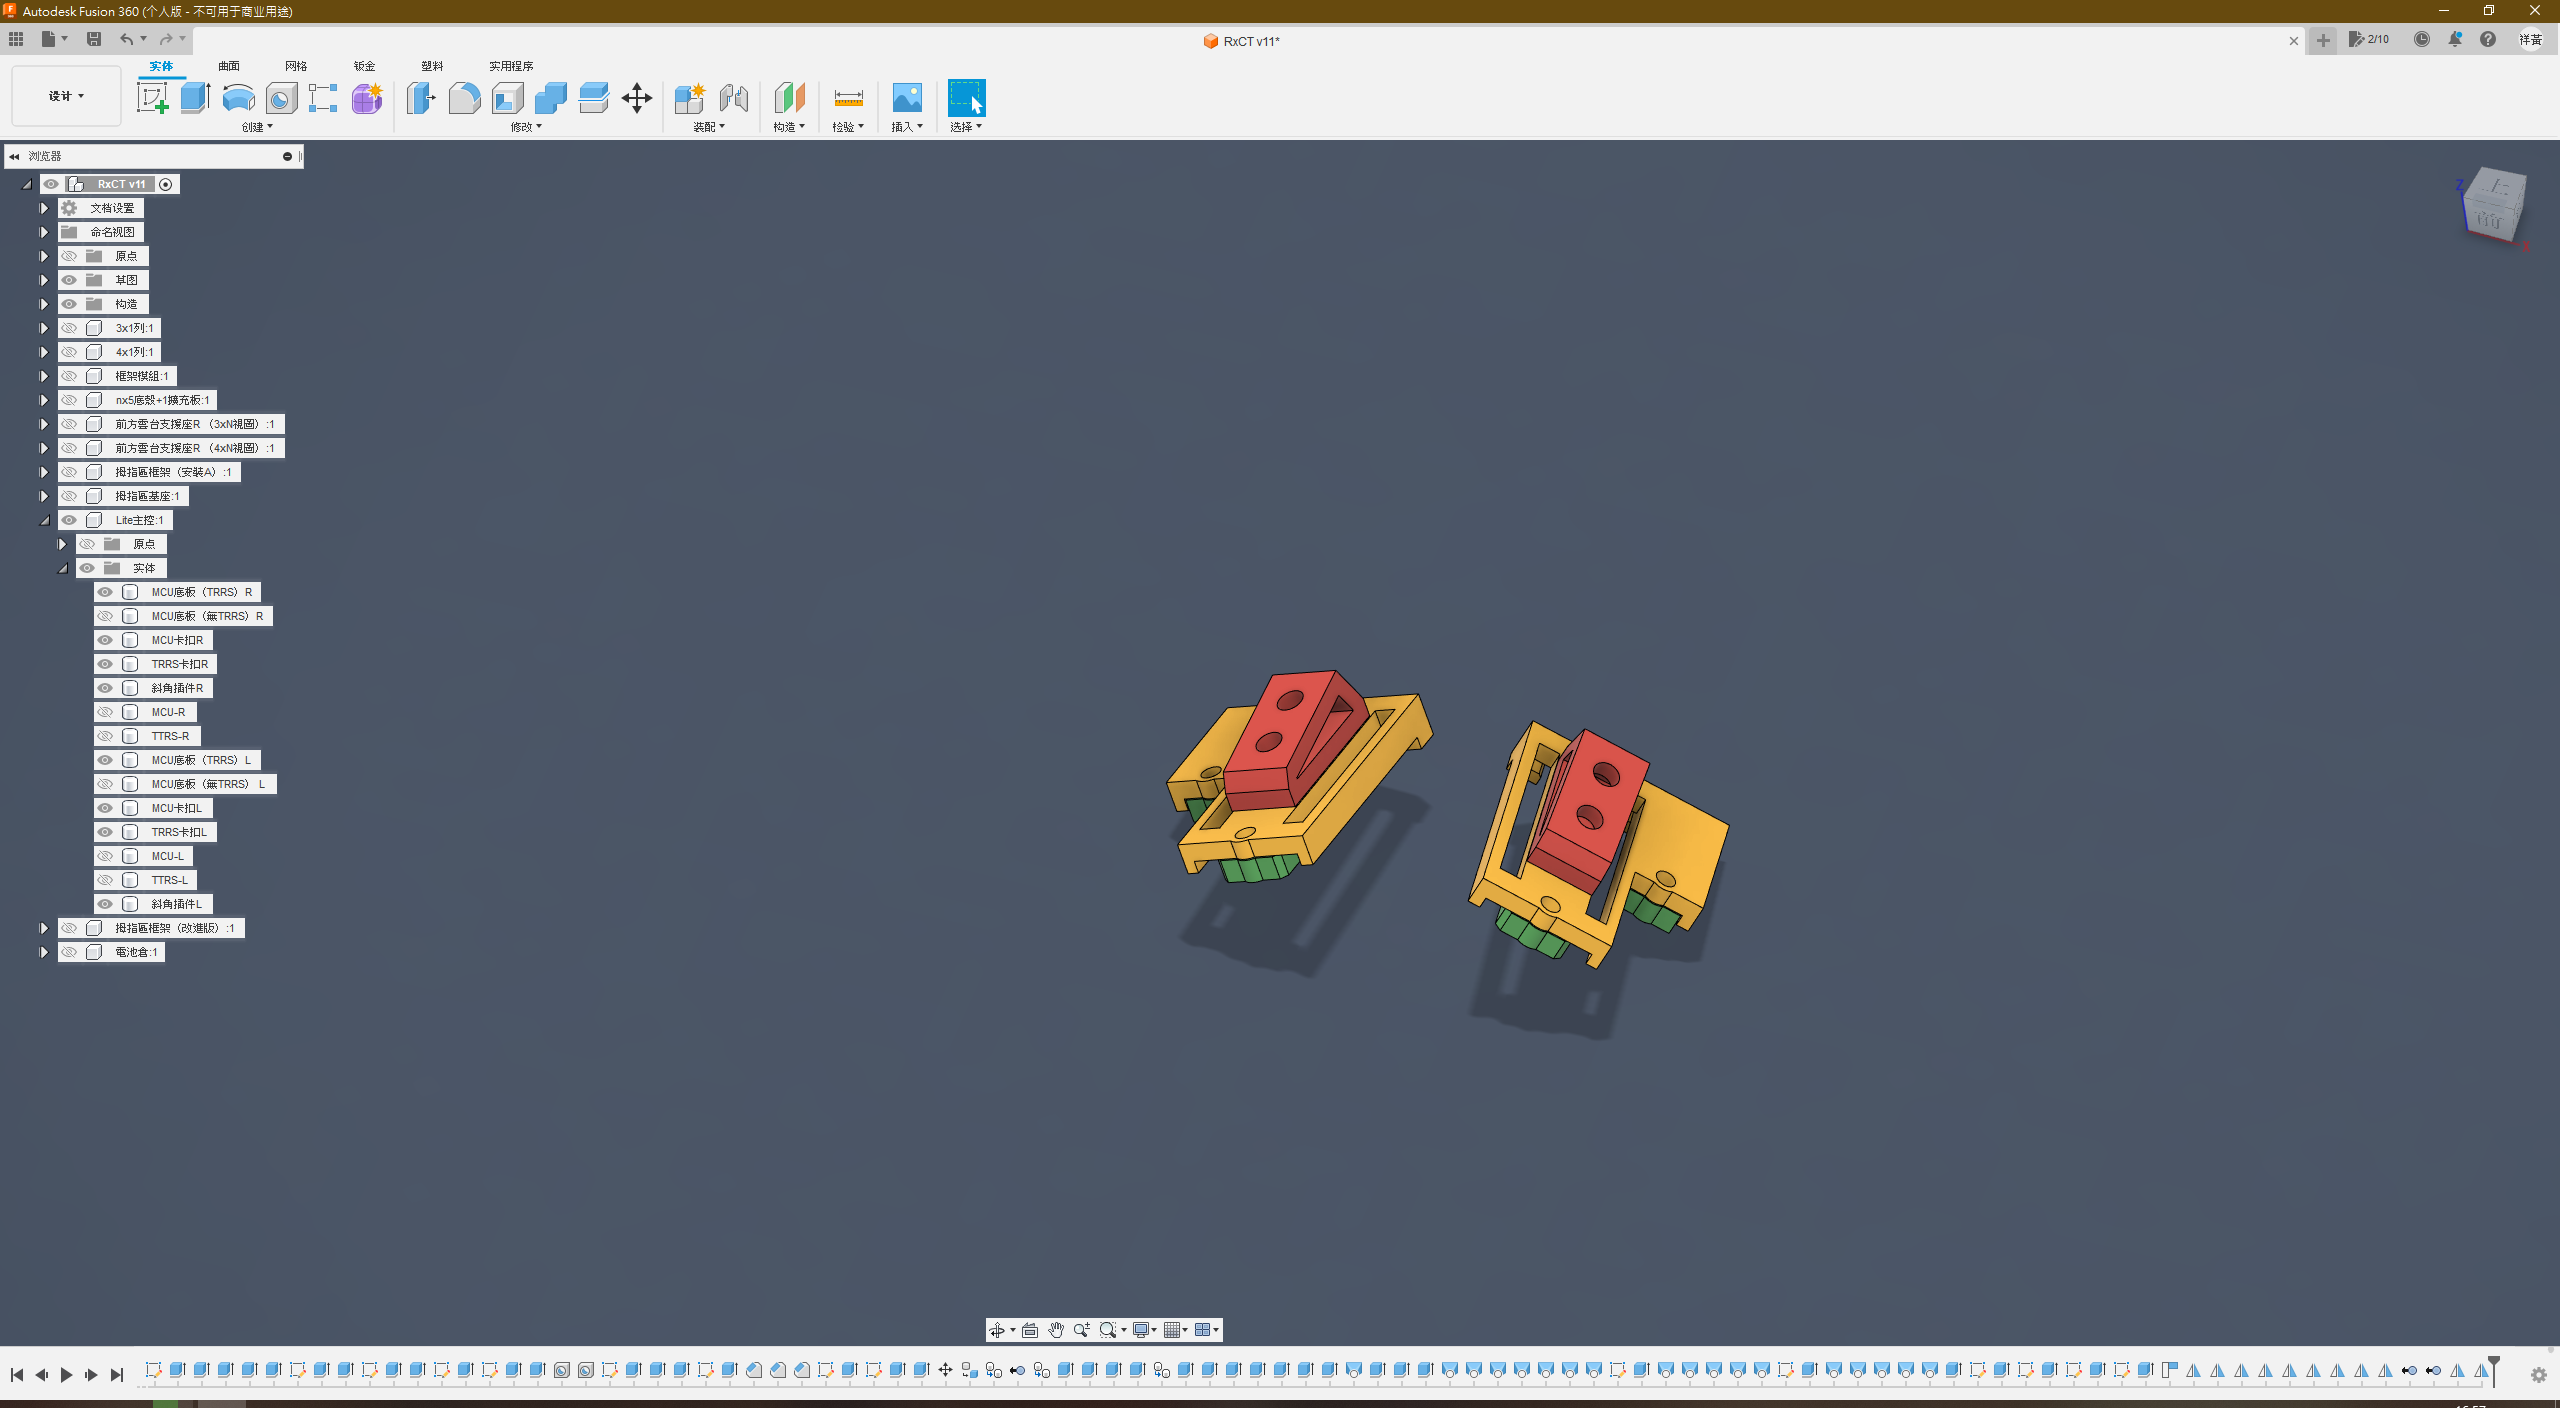 Autodesk Fusion 360 (个人版 - 不可用于商业用途)
RxCT v11*
2/10
祥黃
实体 曲面 网格 钣金 塑料 实用程序
设计
创建 修改 装配 构造 检验 插入 选择
浏览器
RxCT v11
文档设置
命名视图
原点
草图
构造
3x1列:1
4x1列:1
框架模組:1
nx5底殼+1擴充板:1
前方雲台支援座R（3xN視圖）:1
前方雲台支援座R（4xN視圖）:1
拇指區框架（安裝A）:1
拇指區基座:1
Lite主控:1
原点
实体
MCU底板（TRRS）R
MCU底板（無TRRS）R
MCU卡扣R
TRRS卡扣R
斜角插件R
MCU-R
TTRS-R
MCU底板（TRRS）L
MCU底板（無TRRS） L
MCU卡扣L
TRRS卡扣L
MCU-L
TTRS-L
斜角插件L
拇指區框架（改進版）:1
電池倉:1
Z
上
前
X